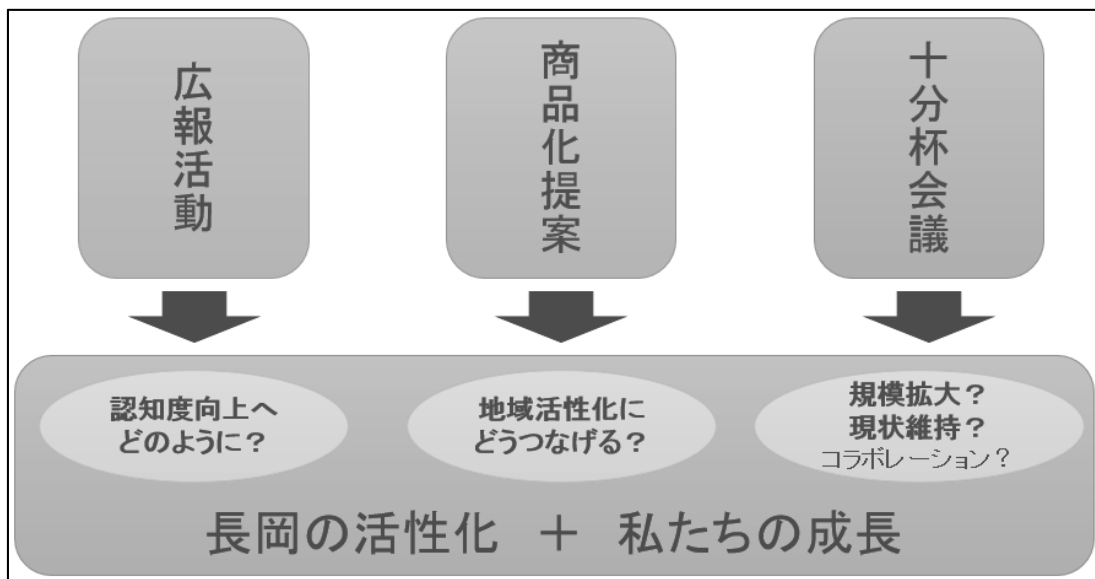 広報活動
商品化提案
十分杯会議
認知度向上へ
どのように？
地域活性化に
どうつなげる？
規模拡大？
現状維持？
コラボレーション？
長岡の活性化　＋　私たちの成長